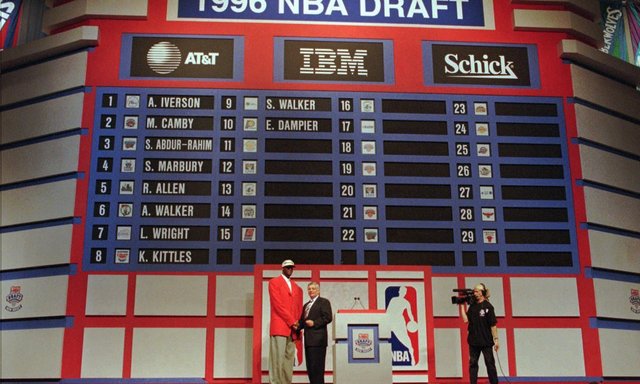 1996 NBA DRAFT
AT&T IBM Schick
1 A. IVERSON 9 S. WALKER 16 23
2 M. CAMBY 10 E. DAMPIER 17 24
3 S. ABDUR-RAHIM 11 18 25
4 S. MARBURY 12 19 26
5 R. ALLEN 13 20 27
6 A. WALKER 14 21 28
7 L. WRIGHT 15 22 29
8 K. KITTLES
NBA